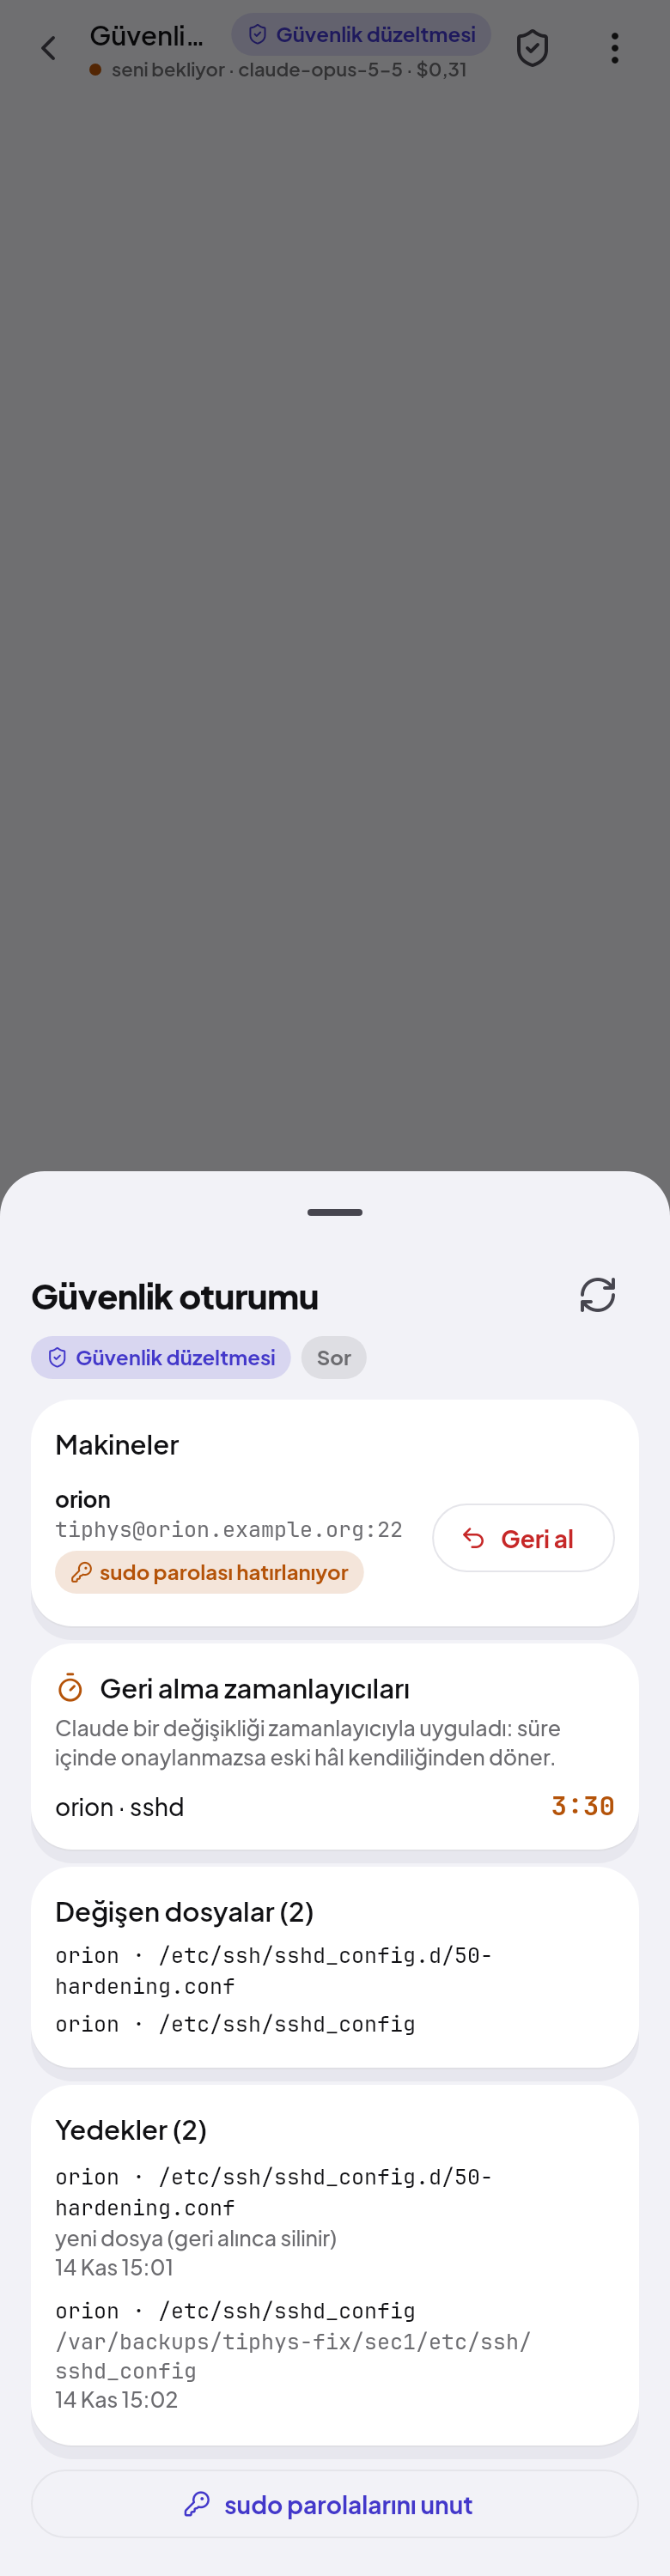 Güvenli...
Güvenlik düzeltmesi
seni bekliyor · claude-opus-5-5 · $0,31
Güvenlik oturumu
Güvenlik düzeltmesi
Sor
Makineler
orion
tiphys@orion.example.org:22
sudo parolası hatırlanıyor
Geri al
Geri alma zamanlayıcıları
Claude bir değişikliği zamanlayıcıyla uyguladı: süre
içinde onaylanmazsa eski hâl kendiliğinden döner.
orion · sshd
3:30
Değişen dosyalar (2)
orion · /etc/ssh/sshd_config.d/50-
hardening.conf
orion · /etc/ssh/sshd_config
Yedekler (2)
orion · /etc/ssh/sshd_config.d/50-
hardening.conf
yeni dosya (geri alınca silinir)
14 Kas 15:01
orion · /etc/ssh/sshd_config
/var/backups/tiphys-fix/sec1/etc/ssh/
sshd_config
14 Kas 15:02
sudo parolalarını unut